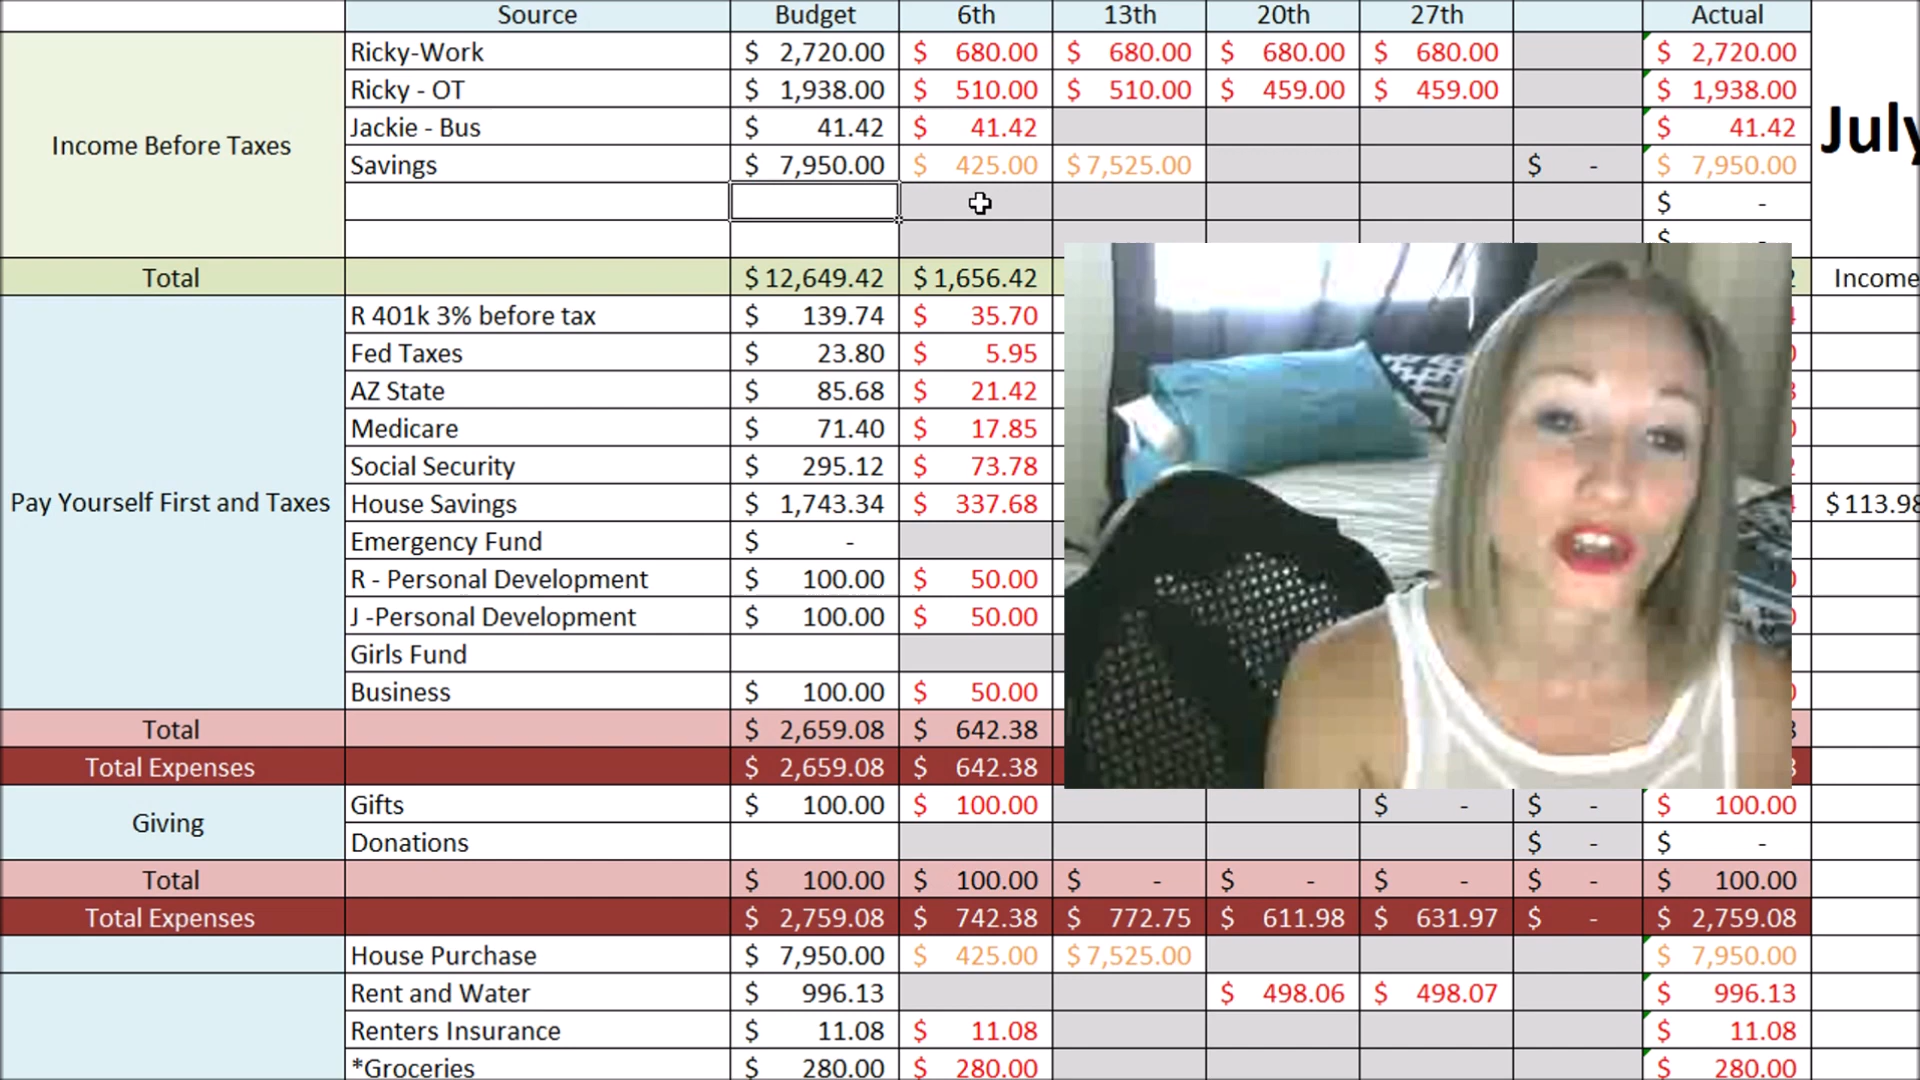 Source Budget 6th 13th 20th 27th Actual
Ricky-Work $ 2,720.00 $ 680.00 $ 680.00 $ 680.00 $ 680.00 $ 2,720.00
Ricky - OT $ 1,938.00 $ 510.00 $ 510.00 $ 459.00 $ 459.00 $ 1,938.00
July
Income Before Taxes Jackie - Bus $ 41.42 $ 41.42 $ 41.42
Savings $ 7,950.00 $ 425.00 $ 7,525.00 $ - $ 7,950.00
$ -
Total $ 12,649.42 $ 1,656.42 Income
R 401k 3% before tax $ 139.74 $ 35.70
Fed Taxes $ 23.80 $ 5.95
AZ State $ 85.68 $ 21.42
Medicare $ 71.40 $ 17.85
Social Security $ 295.12 $ 73.78
Pay Yourself First and Taxes House Savings $ 1,743.34 $ 337.68 $ 113.98
Emergency Fund $ -
R - Personal Development $ 100.00 $ 50.00
J -Personal Development $ 100.00 $ 50.00
Girls Fund
Business $ 100.00 $ 50.00
Total $ 2,659.08 $ 642.38
Total Expenses $ 2,659.08 $ 642.38
Giving Gifts $ 100.00 $ 100.00 $ - $ - $ 100.00
Donations $ - $ -
Total $ 100.00 $ 100.00 $ - $ - $ - $ - $ 100.00
Total Expenses $ 2,759.08 $ 742.38 $ 772.75 $ 611.98 $ 631.97 $ - $ 2,759.08
House Purchase $ 7,950.00 $ 425.00 $ 7,525.00 $ 7,950.00
Rent and Water $ 996.13 $ 498.06 $ 498.07 $ 996.13
Renters Insurance $ 11.08 $ 11.08 $ 11.08
*Groceries $ 280.00 $ 280.00 $ 280.00